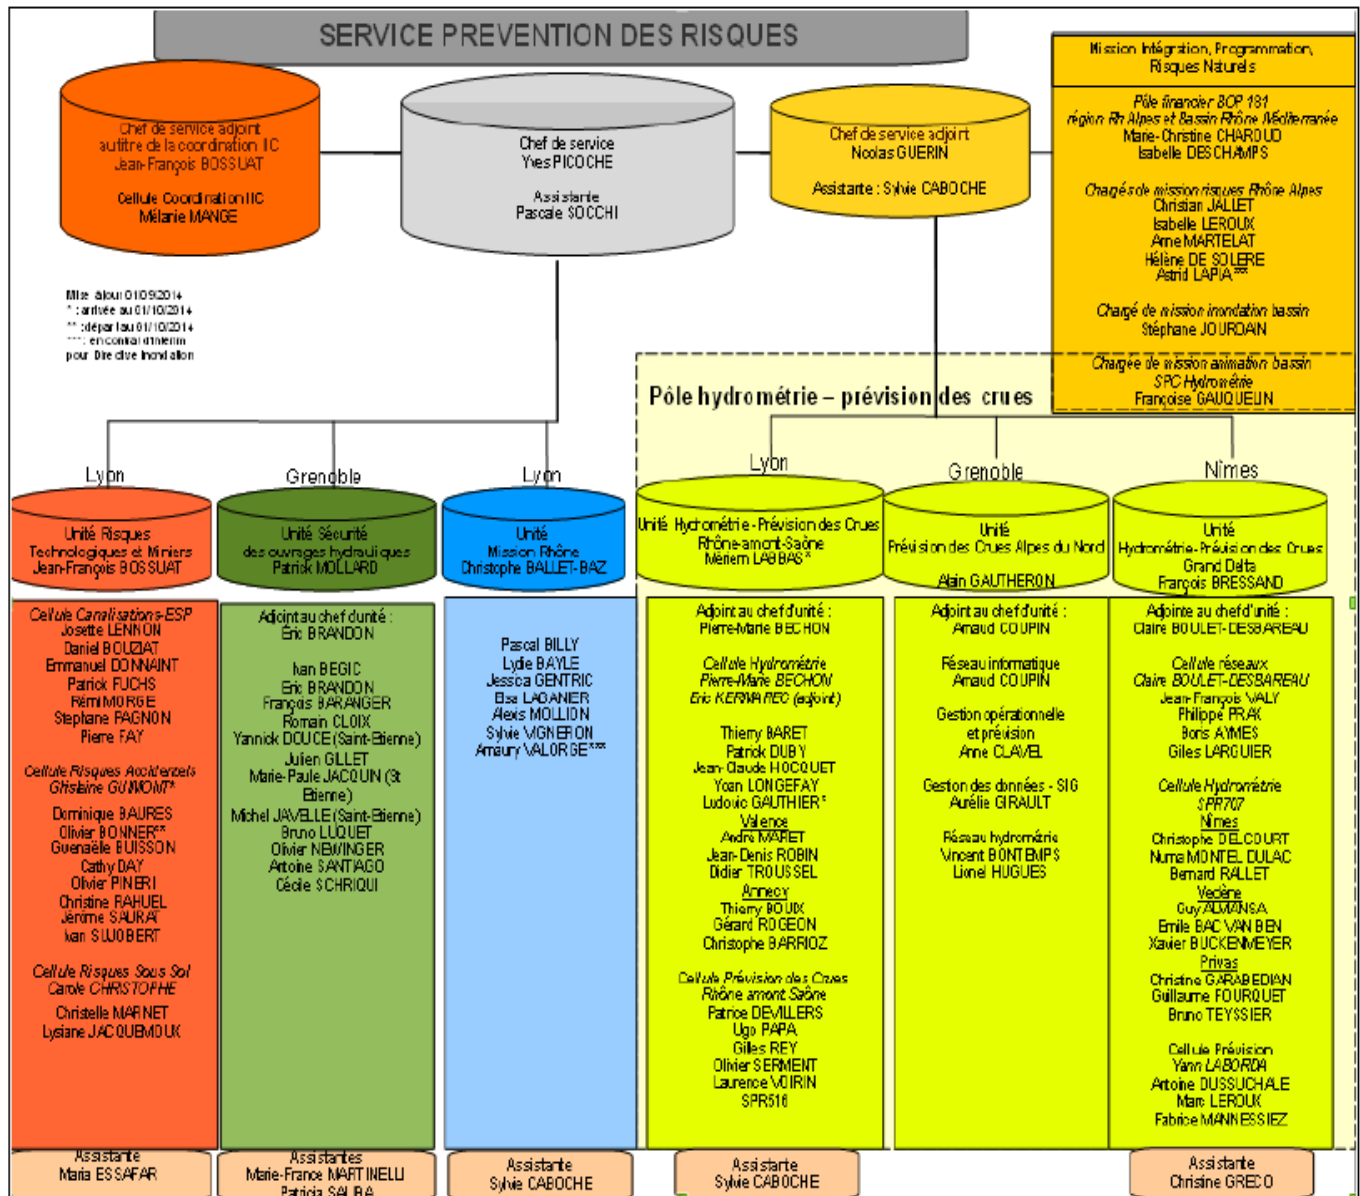 SERVICE PREVENTION DES RISQUES
Chef de service adjoint
autitre de la coordination IIC
Jean-François BOSSUAT
Cellule Coordination IIC
Mélanie MANGE
Chef de service
Yves PICOCHE
Assistante
Pascale SOCCHI
Chef de service adjoint
Nicolas GUERIN
Assistante : Sylvie CABOCHE
Mission Intégration, Programmation,
Risques Naturels
Pôle financier BOP 181
région Rh Alpes et Bassin Rhône Méditerranée
Marie-Christine CHAROUD
Isabelle DESCHAMPS
Chargés de mission risques Rhône Alpes
Christian JALLET
Isabelle LEROUX
Anne MARTELAT
Hélène DE SOLERE
Astrid LAPIA***
Chargé de mission inondation bassin
Stéphane JOURDAIN
Chargée de mission animation bassin
SPC Hydrométrie
Françoise GAUQUELIN
Mise à jour 01/09/2014
* : arrivée au 01/10/2014
** : départ au 01/10/2014
*** : en contrat d'intérim
pour Directive Inondation
Pôle hydrométrie – prévision des crues
Lyon
Unité Risques
Technologiques et Miniers
Jean-François BOSSUAT
Cellule Canalisations-ESP
Josette LENNON
Daniel BOUZIAT
Emmanuel DONNAINT
Patrick FUCHS
Rémi MORGE
Stephane PAGNON
Pierre FAY
Cellule Risques Accidentels
Ghislaine GUIMONT*
Dominique BAURES
Olivier BONNER**
Gwenaëlle BUISSON
Cathy DAY
Olivier PINERI
Christine RAHUEL
Jérôme SAURAT
Ivan SUJOBERT
Cellule Risques Sous Sol
Carole CHRISTOPHE
Christelle MARNET
Lysiane JACQUEMOUX
Assistante
Maria ESSAFAR
Grenoble
Unité Sécurité
des ouvrages hydrauliques
Patrick MOLLARD
Adjoint au chef d'unité :
Éric BRANDON
Ivan BEGIC
Eric BRANDON
François BARANGER
Romain CLOIX
Yannick DOUCE (Saint-Etienne)
Julien GILLET
Marie-Paule JACQUIN (St
Etienne)
Michel JAVELLE (Saint-Etienne)
Bruno LUQUET
Olivier NEWINGER
Antoine SANTIAGO
Cécile SCHRIQUI
Assistantes
Marie-France MARTINELLI
Patricia SALIBA
Lyon
Unité
Mission Rhône
Christophe BALLET-BAZ
Pascal BILLY
Lydie BAYLE
Jessica GENTRIC
Elsa LAGANIER
Alexis MOLLION
Sylvie VIGNERON
Amaury VALORGE***
Assistante
Sylvie CABOCHE
Lyon
Unité Hydrométrie-Prévision des Crues
Rhône-amont-Saône
Ménem LABBAS*
Adjoint au chef d'unité :
Pierre-Marie BECHON
Cellule Hydrométrie
Pierre-Marie BECHON
Eric KERMAREC (adjoint)
Thierry BARET
Patrick DUBY
Jean-Claude HOCQUET
Yoan LONGEFAY
Ludovic GAUTHIER*
Valence
André MARET
Jean-Denis ROBIN
Didier TROUSSEL
Annecy
Thierry BOUIX
Gérard ROGEON
Christophe BARRIOZ
Cellule Prévision des Crues
Rhône amont Saône
Patrice DEVILLERS
Ugo PAPA
Gilles REY
Olivier SERMENT
Laurence VOIRIN
SPR516
Assistante
Sylvie CABOCHE
Grenoble
Unité
Prévision des Crues Alpes du Nord
Alain GAUTHERON
Adjoint au chef d'unité :
Arnaud COUPIN
Réseau informatique
Arnaud COUPIN
Gestion opérationnelle
et prévision
Anne CLAVEL
Gestion des données - SIG
Aurélie GIRAULT
Réseau hydrométrie
Vincent BONTEMPS
Lionel HUGUES
Nîmes
Unité
Hydrométrie-Prévision des Crues
Grand Delta
François BRESSAND
Adjointe au chef d'unité :
Claire BOULET-DESBAREAU
Cellule réseaux
Claire BOULET-DESBAREAU
Jean-François VALY
Philippe PRAX
Boris AYMES
Gilles LARGUIER
Cellule Hydrométrie
SPR707
Nîmes
Christophe DELCOURT
Numa MONTEL DULAC
Bernard RALLET
Vedène
Guy ALMANSA
Emile BAC VAN BEN
Xavier BUCKENMEYER
Privas
Christine GARABEDIAN
Guillaume FOURQUET
Bruno TEYSSIER
Cellule Prévision
Yann LABORDA
Antoine DUSSUCHALE
Marc LEROUX
Fabrice MANNESSIEZ
Assistante
Christine GRECO